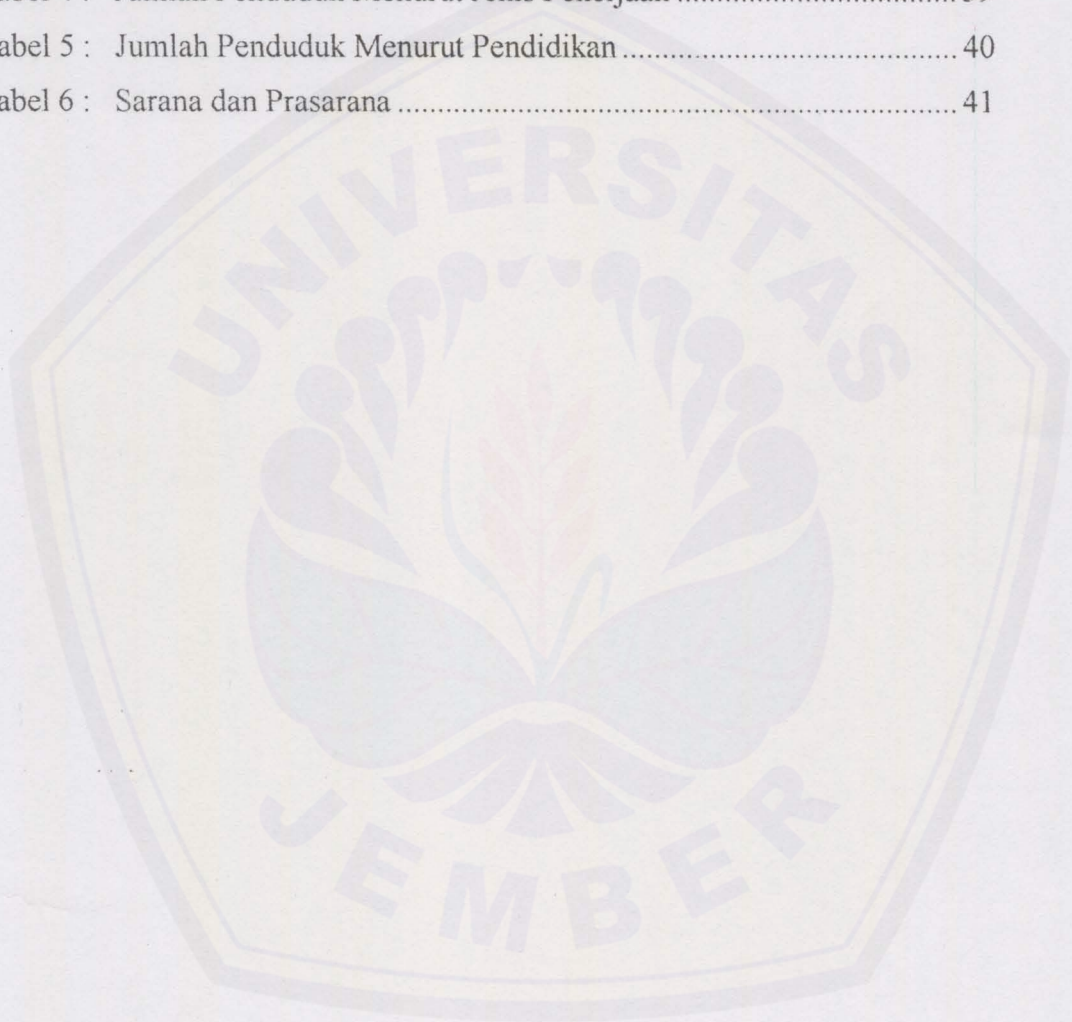 abel 5 : Jumlah Penduduk Menurut Pendidikan ........................................ 40
abel 6 : Sarana dan Prasarana ..................................................................... 41
UNIVERSITAS
JEMBER